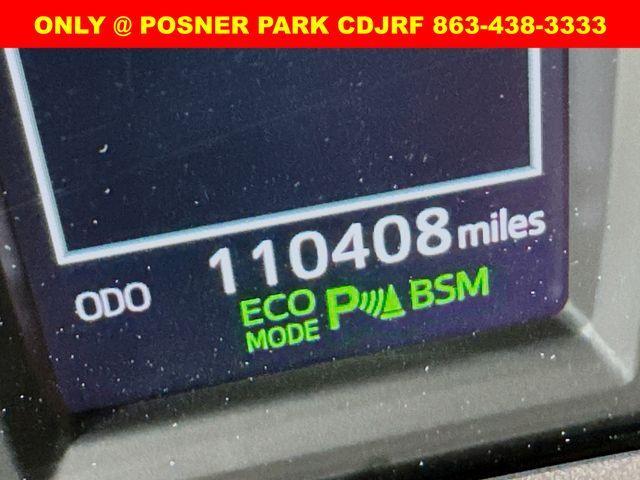 ONLY @ POSNER PARK CDJRF 863-438-3333
ODO 110408 miles
ECO MODE P BSM